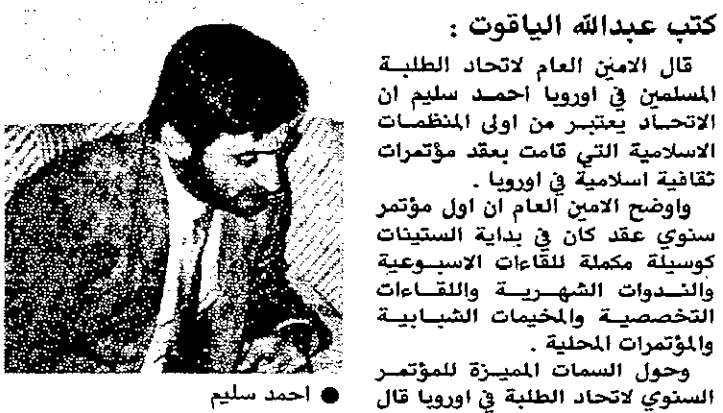 كتب عبدالله الياقوت :
قال الامين العام لاتحاد الطلبة
المسلمين في اوروبا احمد سليم ان
الاتحاد يعتبر من اولى المنظمات
الاسلامية التي قامت بعقد مؤتمرات
ثقافية اسلامية في اوروبا .
واوضح الامين العام ان اول مؤتمر
سنوي عقد كان في بداية الستينات
كوسيلة مكملة للقاءات الاسبوعية
والندوات الشهرية واللقاءات
التخصصية والمخيمات الشبابية
والمؤتمرات المحلية .
وحول السمات المميزة للمؤتمر
السنوي لاتحاد الطلبة في اوروبا قال
● احمد سليم